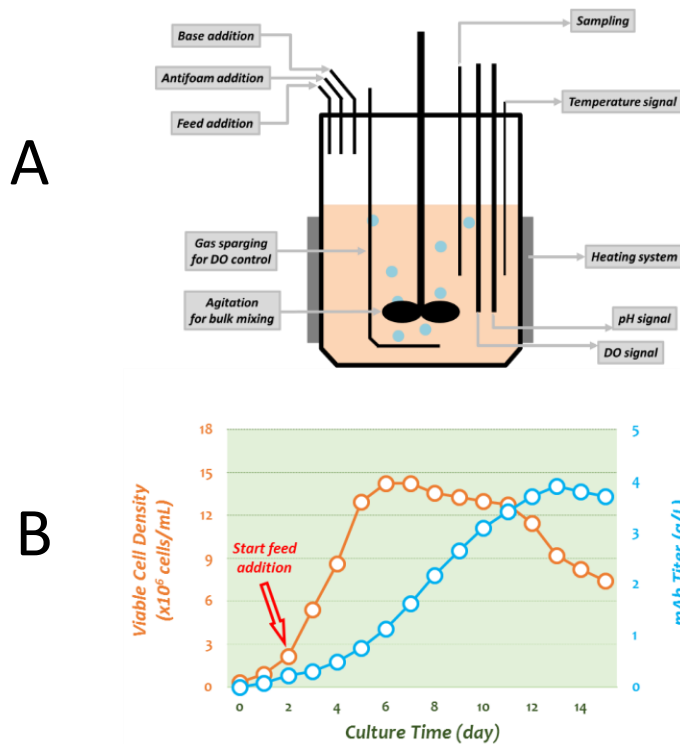 A
Base addition
Antifoam addition
Feed addition
Sampling
Temperature signal
Gas sparging
for DO control
Agitation
for bulk mixing
Heating system
pH signal
DO signal
B
Viable Cell Density
(x10⁶ cells/mL)
18
15
12
9
6
3
0
Start feed
addition
5
4
3
2
1
0
mAb Titer (g/L)
0 2 4 6 8 10 12 14
Culture Time (day)